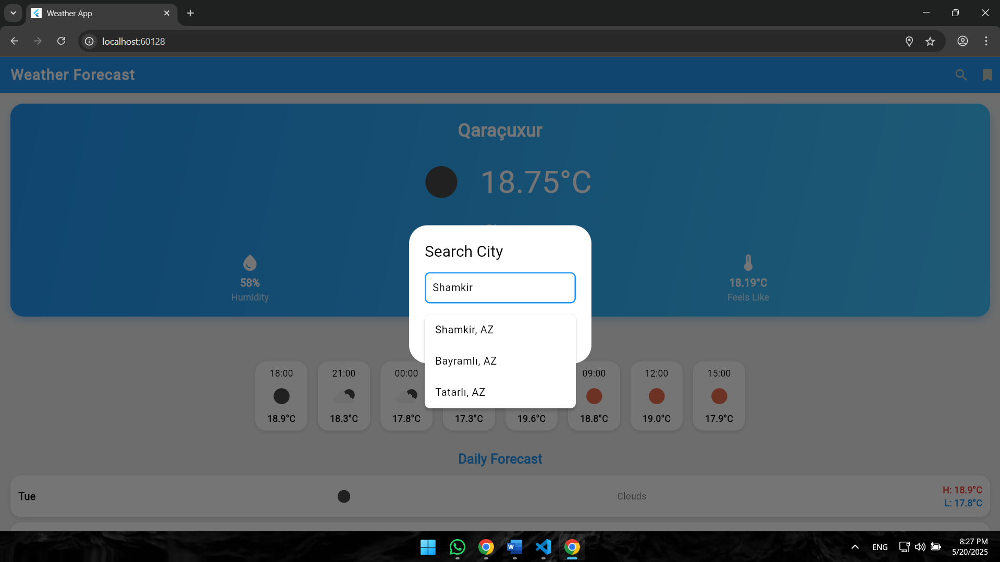 Weather App
localhost:60128
Weather Forecast
Qaraçuxur
18.75°C
Search City
Shamkir
58%
Humidity
18.19°C
Feels Like
Shamkir, AZ
Bayramlı, AZ
Tatarlı, AZ
18:00
21:00
00:00
09:00
12:00
15:00
18.9°C
18.3°C
17.8°C
17.3°C
19.6°C
18.8°C
19.0°C
17.9°C
Daily Forecast
Tue
Clouds
H: 18.9°C
L: 17.8°C
ENG
8:27 PM
5/20/2025